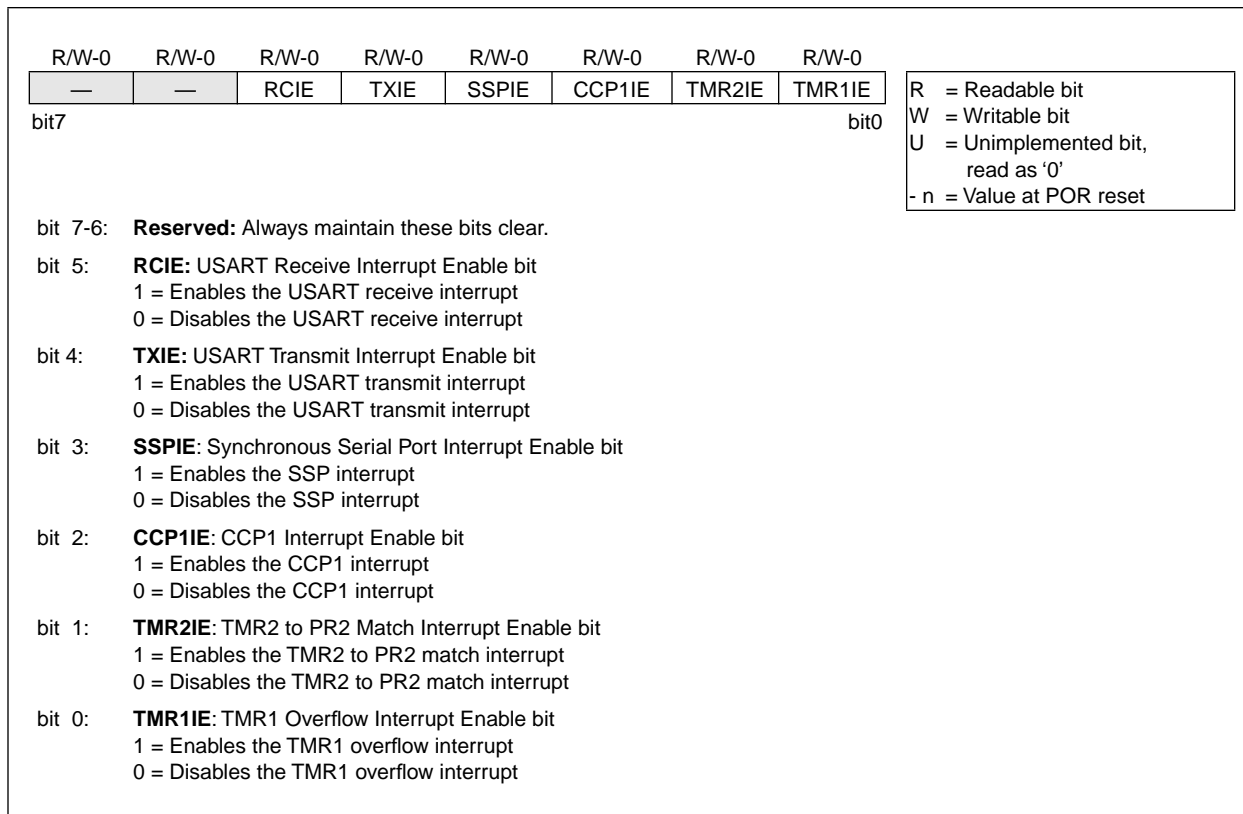 R/W-0 R/W-0 R/W-0 R/W-0 R/W-0 R/W-0 R/W-0 R/W-0
— — RCIE TXIE SSPIE CCP1IE TMR2IE TMR1IE
bit7 bit0
R = Readable bit
W = Writable bit
U = Unimplemented bit,
read as ‘0’
- n = Value at POR reset
bit 7-6: Reserved: Always maintain these bits clear.
bit 5: RCIE: USART Receive Interrupt Enable bit
1 = Enables the USART receive interrupt
0 = Disables the USART receive interrupt
bit 4: TXIE: USART Transmit Interrupt Enable bit
1 = Enables the USART transmit interrupt
0 = Disables the USART transmit interrupt
bit 3: SSPIE: Synchronous Serial Port Interrupt Enable bit
1 = Enables the SSP interrupt
0 = Disables the SSP interrupt
bit 2: CCP1IE: CCP1 Interrupt Enable bit
1 = Enables the CCP1 interrupt
0 = Disables the CCP1 interrupt
bit 1: TMR2IE: TMR2 to PR2 Match Interrupt Enable bit
1 = Enables the TMR2 to PR2 match interrupt
0 = Disables the TMR2 to PR2 match interrupt
bit 0: TMR1IE: TMR1 Overflow Interrupt Enable bit
1 = Enables the TMR1 overflow interrupt
0 = Disables the TMR1 overflow interrupt